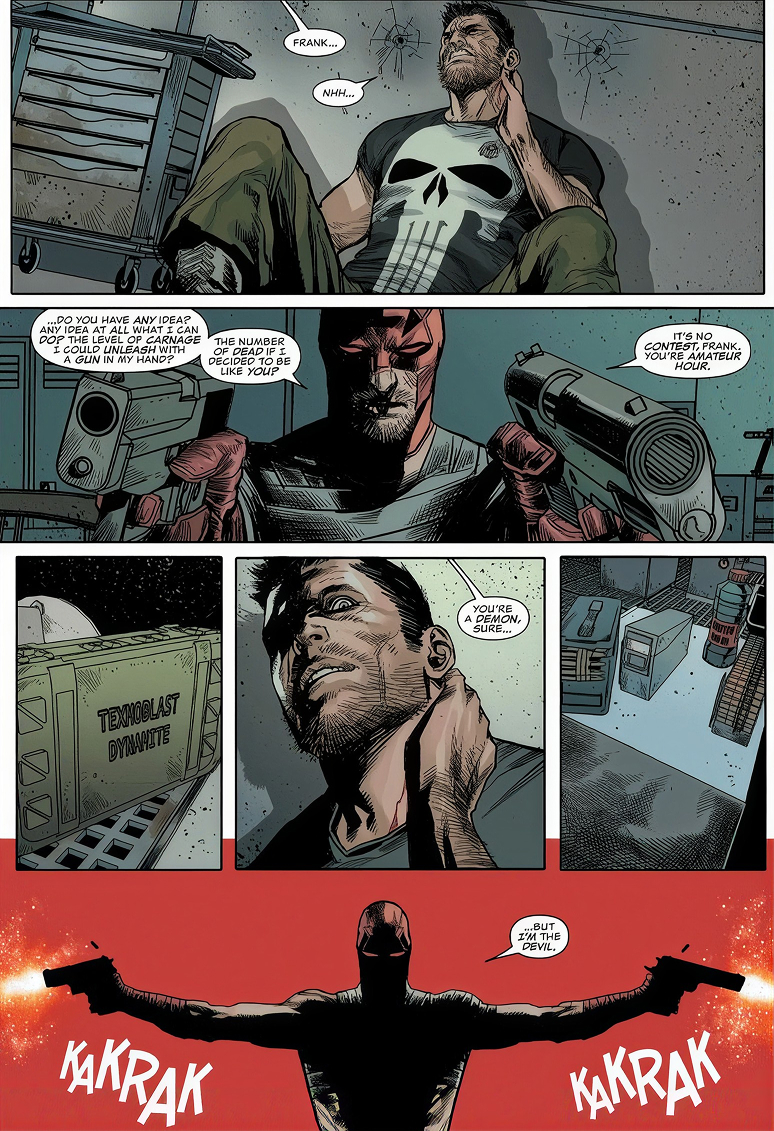 FRANK...
NHH...
...DO YOU HAVE ANY IDEA?
ANY IDEA AT ALL WHAT I CAN
DO? THE LEVEL OF CARNAGE
I COULD UNLEASH WITH
A GUN IN MY HAND?
THE NUMBER
OF DEAD IF I
DECIDED TO BE
LIKE YOU?
IT'S NO
CONTEST, FRANK.
YOU'RE AMATEUR
HOUR.
TEXMOBLAST
DYNAMITE
YOU'RE
A DEMON,
SURE...
...BUT
I'M THE
DEVIL.
KAKRAK
KAKRAK